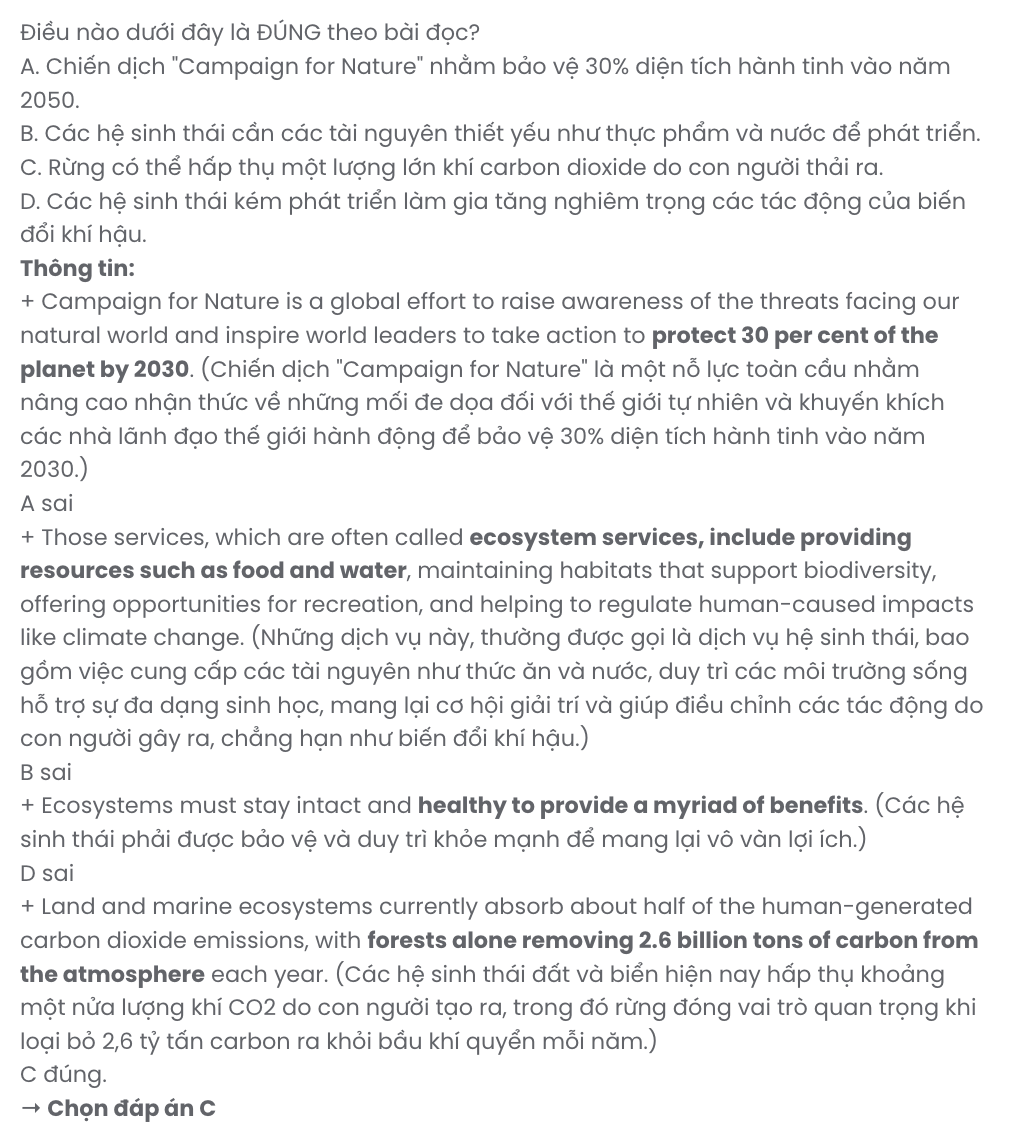 Điều nào dưới đây là ĐÚNG theo bài đọc?
A. Chiến dịch "Campaign for Nature" nhằm bảo vệ 30% diện tích hành tinh vào năm
2050.
B. Các hệ sinh thái cần các tài nguyên thiết yếu như thực phẩm và nước để phát triển.
C. Rừng có thể hấp thụ một lượng lớn khí carbon dioxide do con người thải ra.
D. Các hệ sinh thái kém phát triển làm gia tăng nghiêm trọng các tác động của biến
đổi khí hậu.
Thông tin:
+ Campaign for Nature is a global effort to raise awareness of the threats facing our
natural world and inspire world leaders to take action to protect 30 per cent of the
planet by 2030. (Chiến dịch "Campaign for Nature" là một nỗ lực toàn cầu nhằm
nâng cao nhận thức về những mối đe dọa đối với thế giới tự nhiên và khuyến khích
các nhà lãnh đạo thế giới hành động để bảo vệ 30% diện tích hành tinh vào năm
2030.)
A sai
+ Those services, which are often called ecosystem services, include providing
resources such as food and water, maintaining habitats that support biodiversity,
offering opportunities for recreation, and helping to regulate human-caused impacts
like climate change. (Những dịch vụ này, thường được gọi là dịch vụ hệ sinh thái, bao
gồm việc cung cấp các tài nguyên như thức ăn và nước, duy trì các môi trường sống
hỗ trợ sự đa dạng sinh học, mang lại cơ hội giải trí và giúp điều chỉnh các tác động do
con người gây ra, chẳng hạn như biến đổi khí hậu.)
B sai
+ Ecosystems must stay intact and healthy to provide a myriad of benefits. (Các hệ
sinh thái phải được bảo vệ và duy trì khỏe mạnh để mang lại vô vàn lợi ích.)
D sai
+ Land and marine ecosystems currently absorb about half of the human-generated
carbon dioxide emissions, with forests alone removing 2.6 billion tons of carbon from
the atmosphere each year. (Các hệ sinh thái đất và biển hiện nay hấp thụ khoảng
một nửa lượng khí CO2 do con người tạo ra, trong đó rừng đóng vai trò quan trọng khi
loại bỏ 2,6 tỷ tấn carbon ra khỏi bầu khí quyển mỗi năm.)
C đúng.
→ Chọn đáp án C